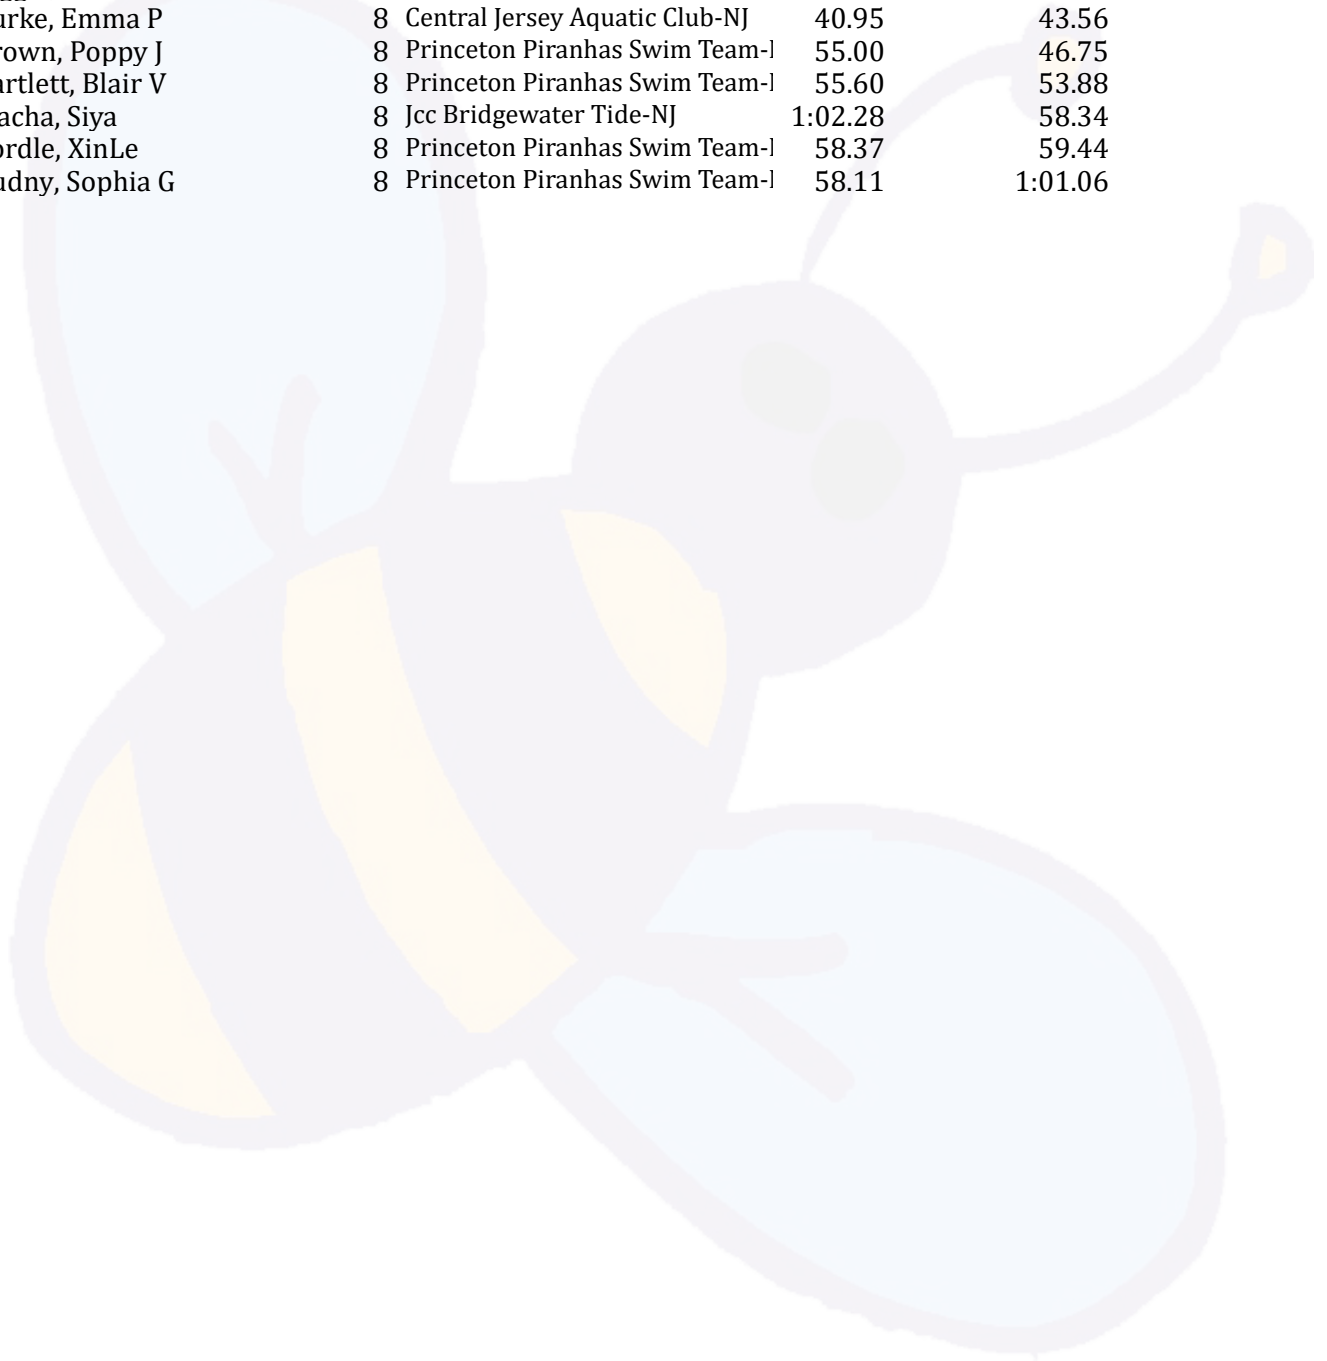 urke, Emma P 8 Central Jersey Aquatic Club-NJ 40.95 43.56
rown, Poppy J 8 Princeton Piranhas Swim Team- 55.00 46.75
artlett, Blair V 8 Princeton Piranhas Swim Team- 55.60 53.88
acha, Siya 8 Jcc Bridgewater Tide-NJ 1:02.28 58.34
ordle, XinLe 8 Princeton Piranhas Swim Team- 58.37 59.44
udny, Sophia G 8 Princeton Piranhas Swim Team- 58.11 1:01.06